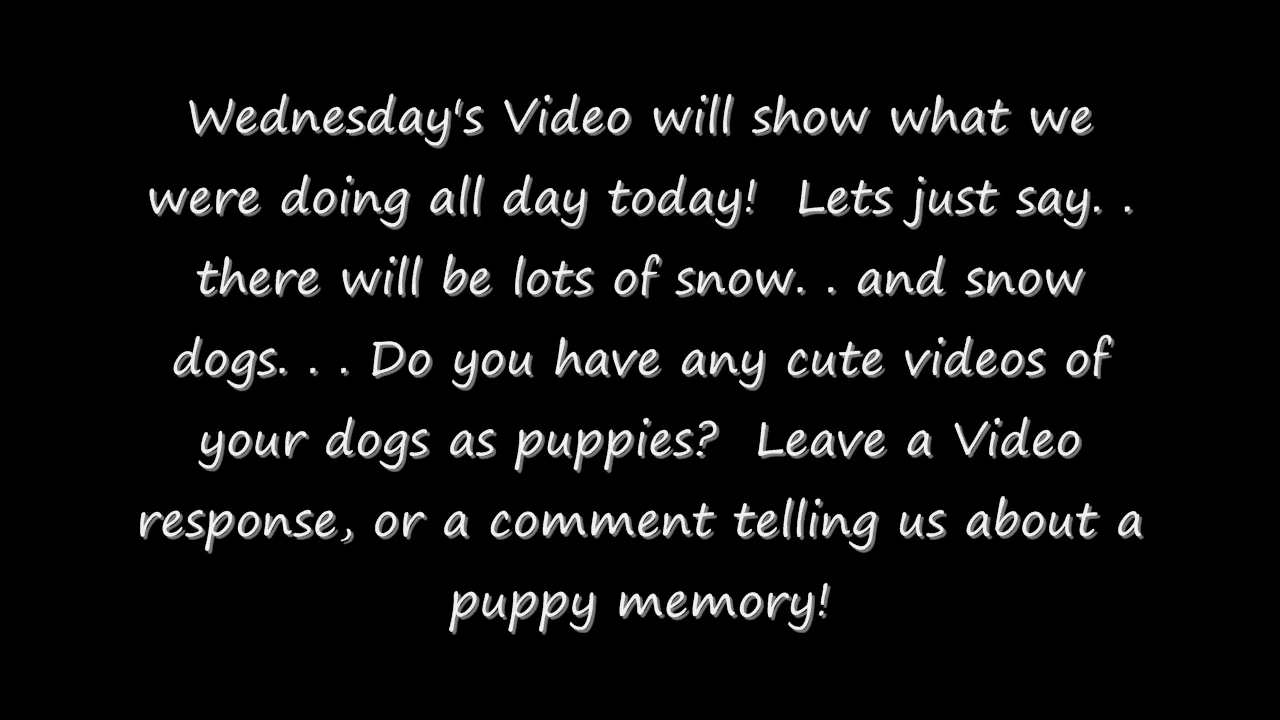 Wednesday's Video will show what we
were doing all day today!  Lets just say. .
there will be lots of snow. . and snow
dogs. . . Do you have any cute videos of
your dogs as puppies?  Leave a Video
response, or a comment telling us about a
puppy memory!